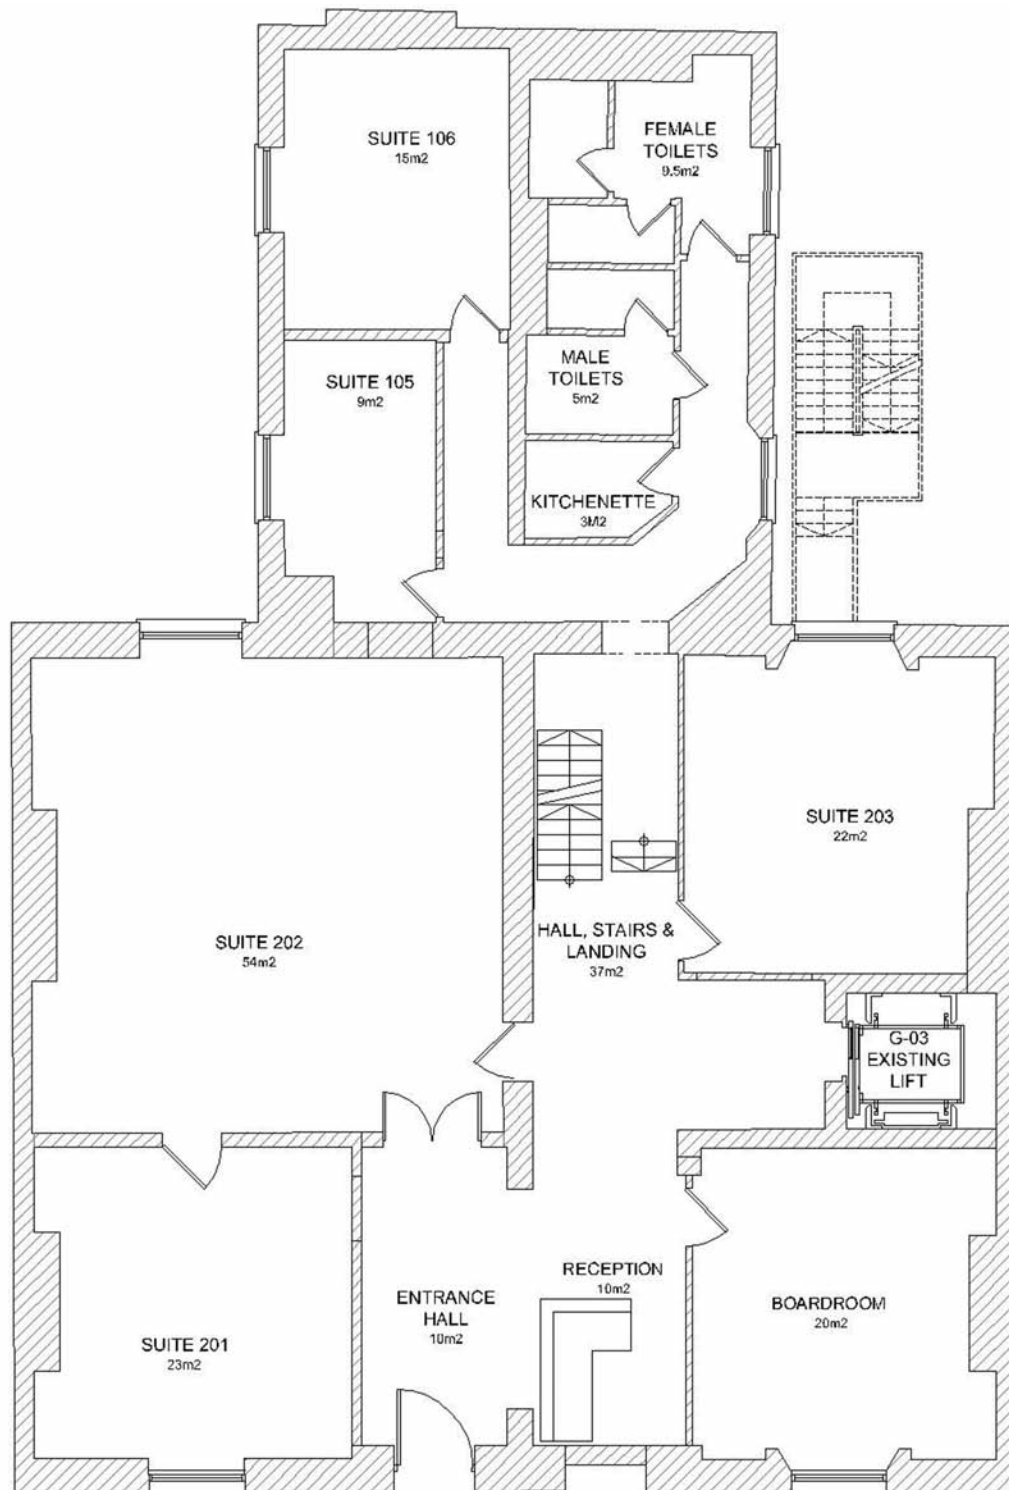 SUITE 106
15m2
FEMALE
TOILETS
9.5m2
SUITE 105
9m2
MALE
TOILETS
5m2
KITCHENETTE
3M2
SUITE 203
22m2
SUITE 202
54m2
HALL, STAIRS &
LANDING
37m2
G-03
EXISTING
LIFT
RECEPTION
10m2
ENTRANCE
HALL
10m2
BOARDROOM
20m2
SUITE 201
23m2